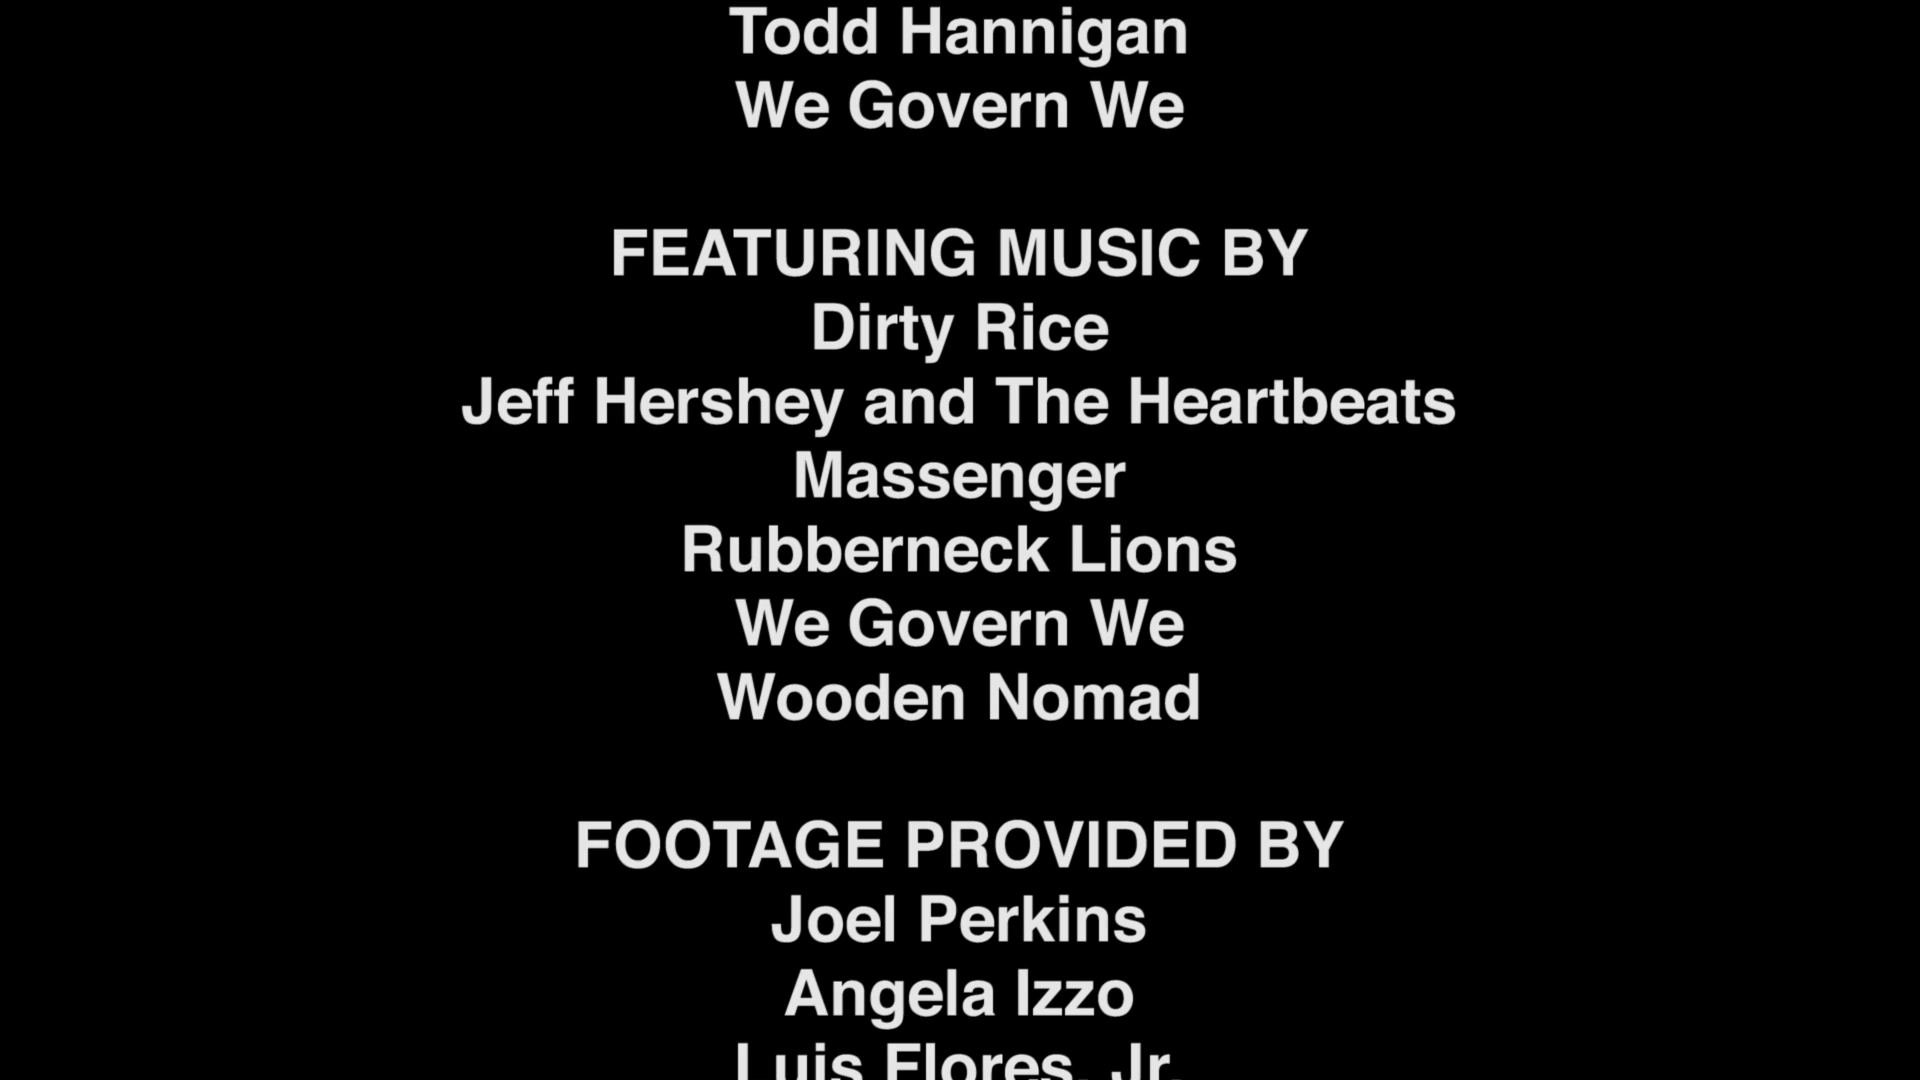 Todd Hannigan
We Govern We
FEATURING MUSIC BY
Dirty Rice
Jeff Hershey and The Heartbeats
Massenger
Rubberneck Lions
We Govern We
Wooden Nomad
FOOTAGE PROVIDED BY
Joel Perkins
Angela Izzo
Luis Flores, Jr.